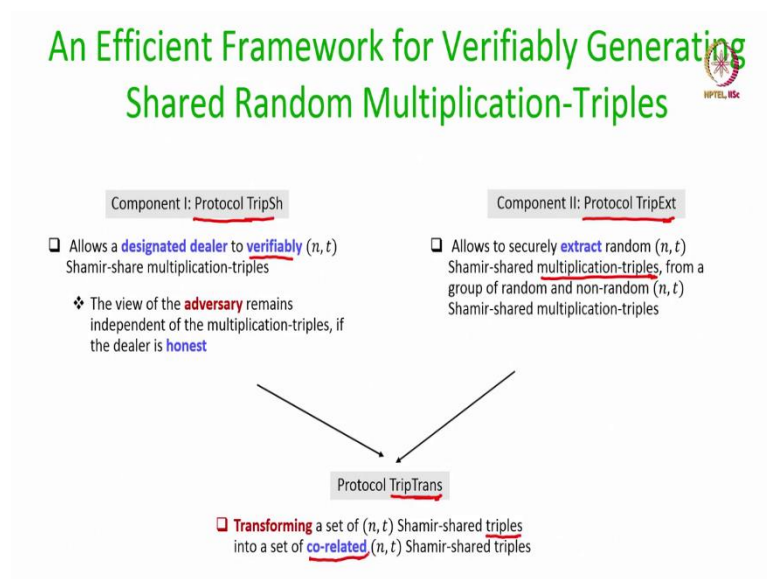 An Efficient Framework for Verifiably Generating
Shared Random Multiplication-Triples
NPTEL, IISc
Component I: Protocol TripSh
Allows a designated dealer to verifiably (n, t)
Shamir-share multiplication-triples
The view of the adversary remains
independent of the multiplication-triples, if
the dealer is honest
Component II: Protocol TripExt
Allows to securely extract random (n, t)
Shamir-shared multiplication-triples, from a
group of random and non-random (n, t)
Shamir-shared multiplication-triples
Protocol TripTrans
Transforming a set of (n, t) Shamir-shared triples
into a set of co-related (n, t) Shamir-shared triples